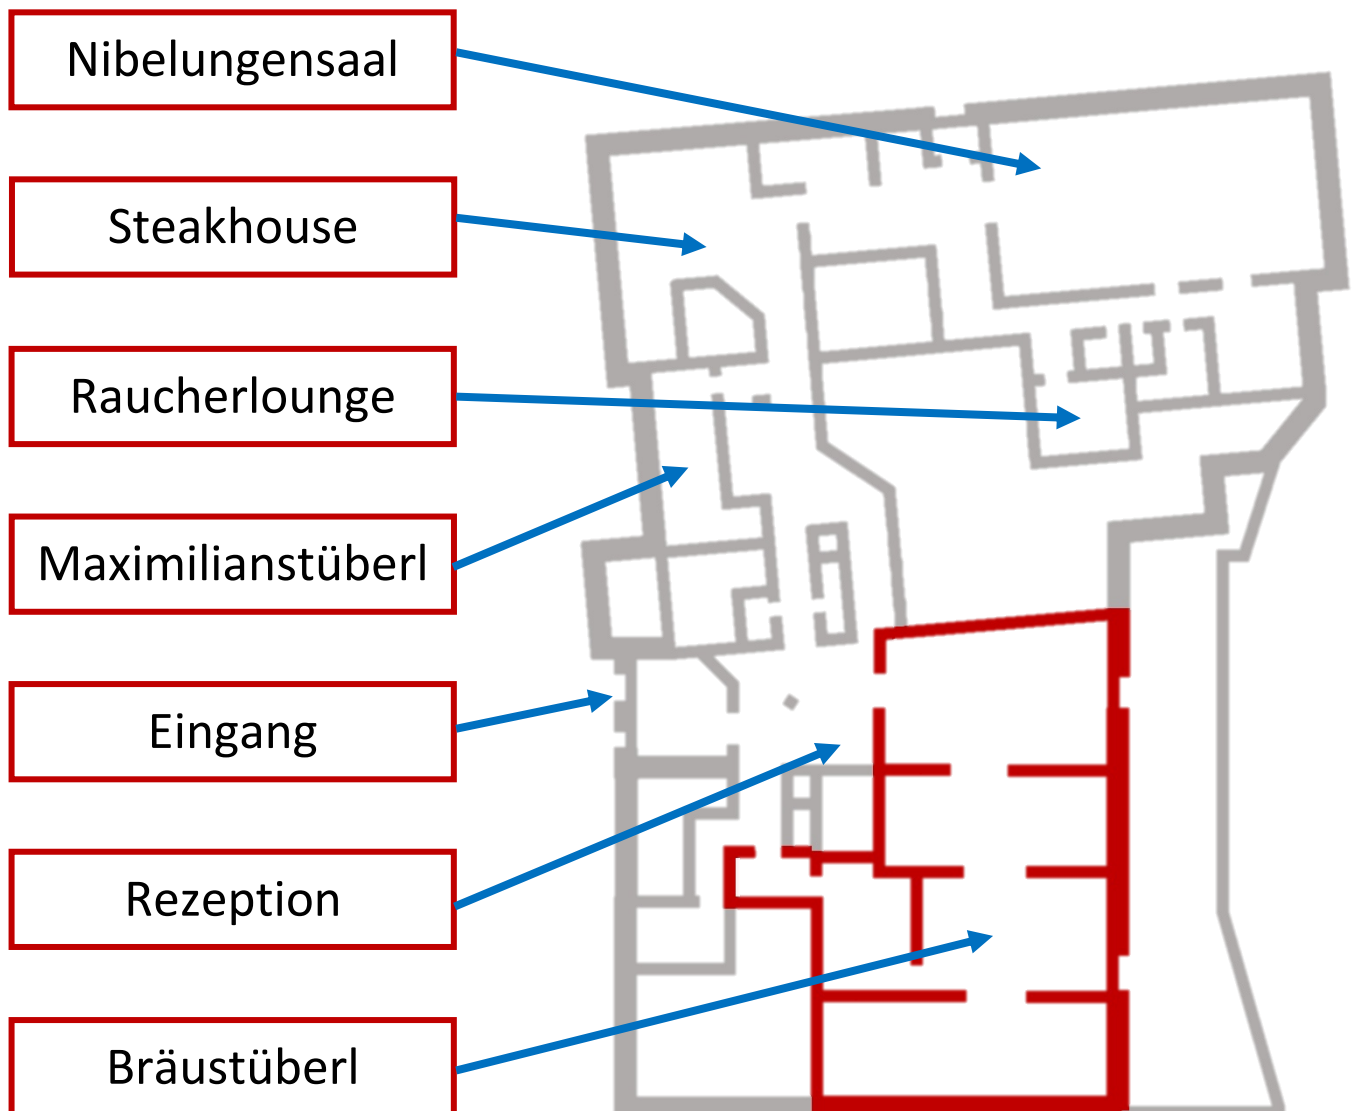 Nibelungensaal
Steakhouse
Raucherlounge
Maximilianstüberl
Eingang
Rezeption
Bräustüberl